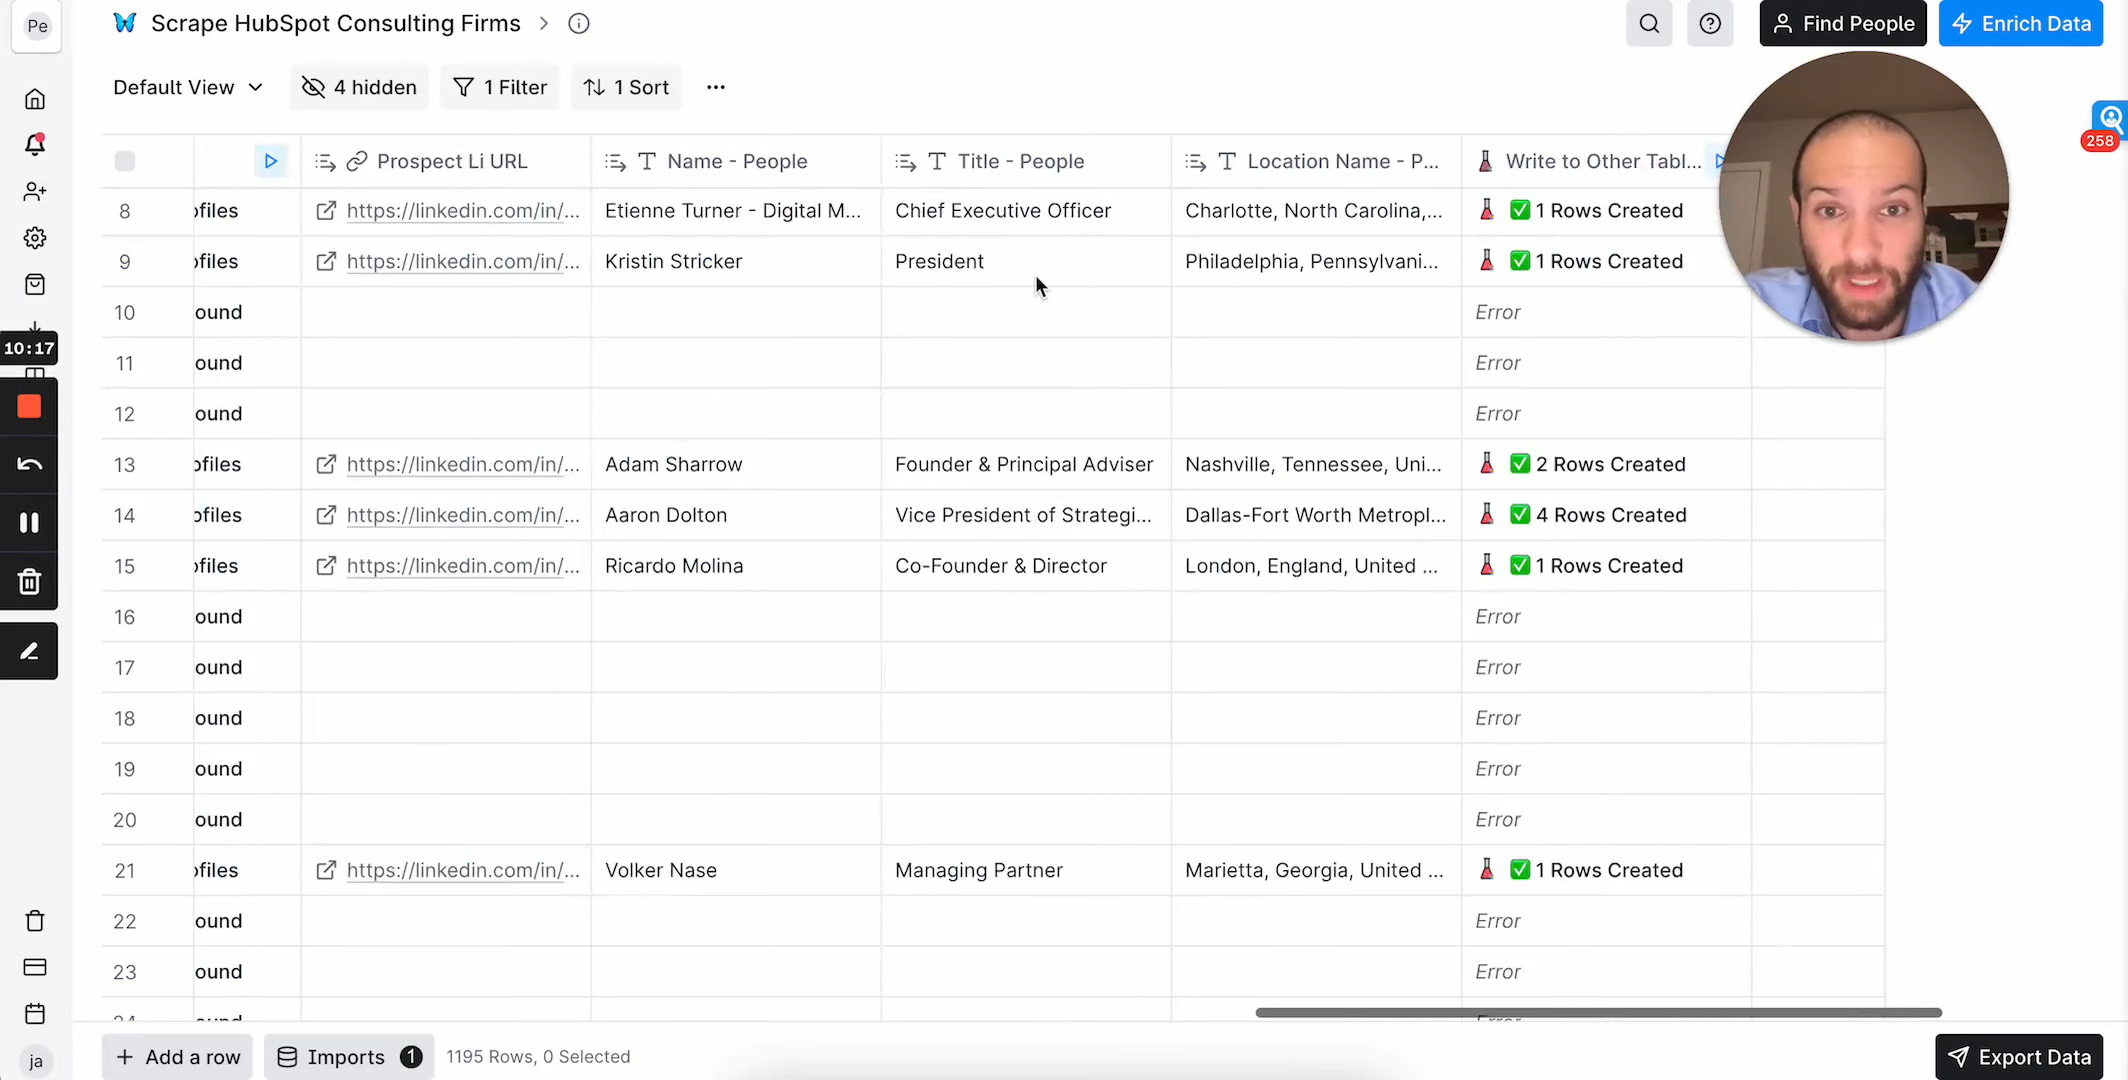 Pe
Scrape HubSpot Consulting Firms
Find People
Enrich Data
Default View
4 hidden
1 Filter
1 Sort
258
Prospect Li URL
Name - People
Title - People
Location Name - P...
Write to Other Tabl...
8 ofiles https://linkedin.com/in/... Etienne Turner - Digital M... Chief Executive Officer Charlotte, North Carolina,... ✅ 1 Rows Created
9 ofiles https://linkedin.com/in/... Kristin Stricker President Philadelphia, Pennsylvani... ✅ 1 Rows Created
10 ound Error
10:17
11 ound Error
12 ound Error
13 ofiles https://linkedin.com/in/... Adam Sharrow Founder & Principal Adviser Nashville, Tennessee, Uni... ✅ 2 Rows Created
14 ofiles https://linkedin.com/in/... Aaron Dolton Vice President of Strategi... Dallas-Fort Worth Metropl... ✅ 4 Rows Created
15 ofiles https://linkedin.com/in/... Ricardo Molina Co-Founder & Director London, England, United ... ✅ 1 Rows Created
16 ound Error
17 ound Error
18 ound Error
19 ound Error
20 ound Error
21 ofiles https://linkedin.com/in/... Volker Nase Managing Partner Marietta, Georgia, United ... ✅ 1 Rows Created
22 ound Error
23 ound Error
24 ound Error
ja
Add a row
Imports 1
1195 Rows, 0 Selected
Export Data